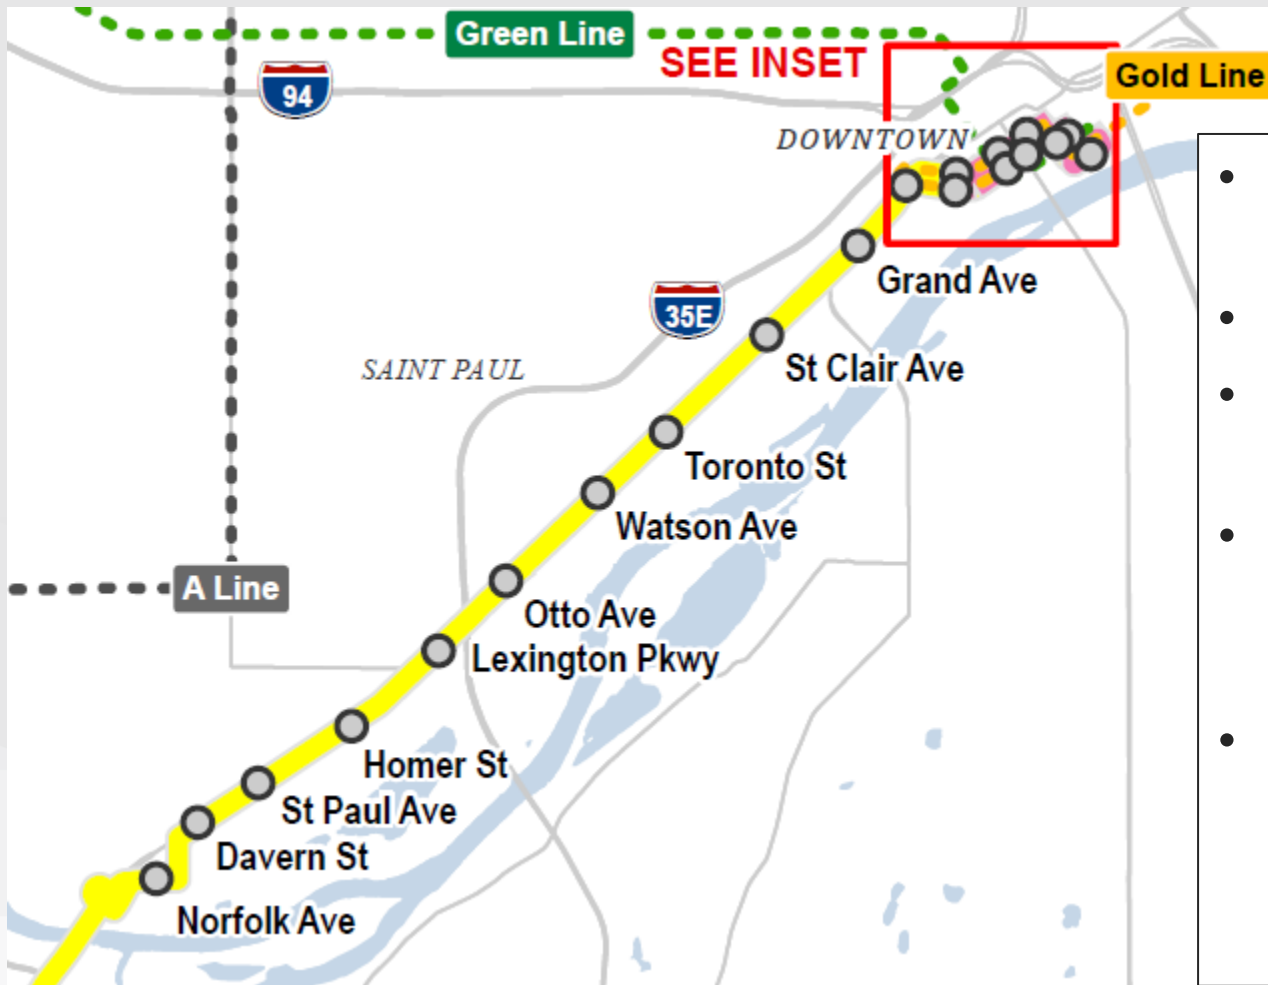 Green Line
SEE INSET
Gold Line
94
DOWNTOWN
Grand Ave
35E
St Clair Ave
SAINT PAUL
Toronto St
Watson Ave
A Line
Otto Ave
Lexington Pkwy
Homer St
St Paul Ave
Davern St
Norfolk Ave